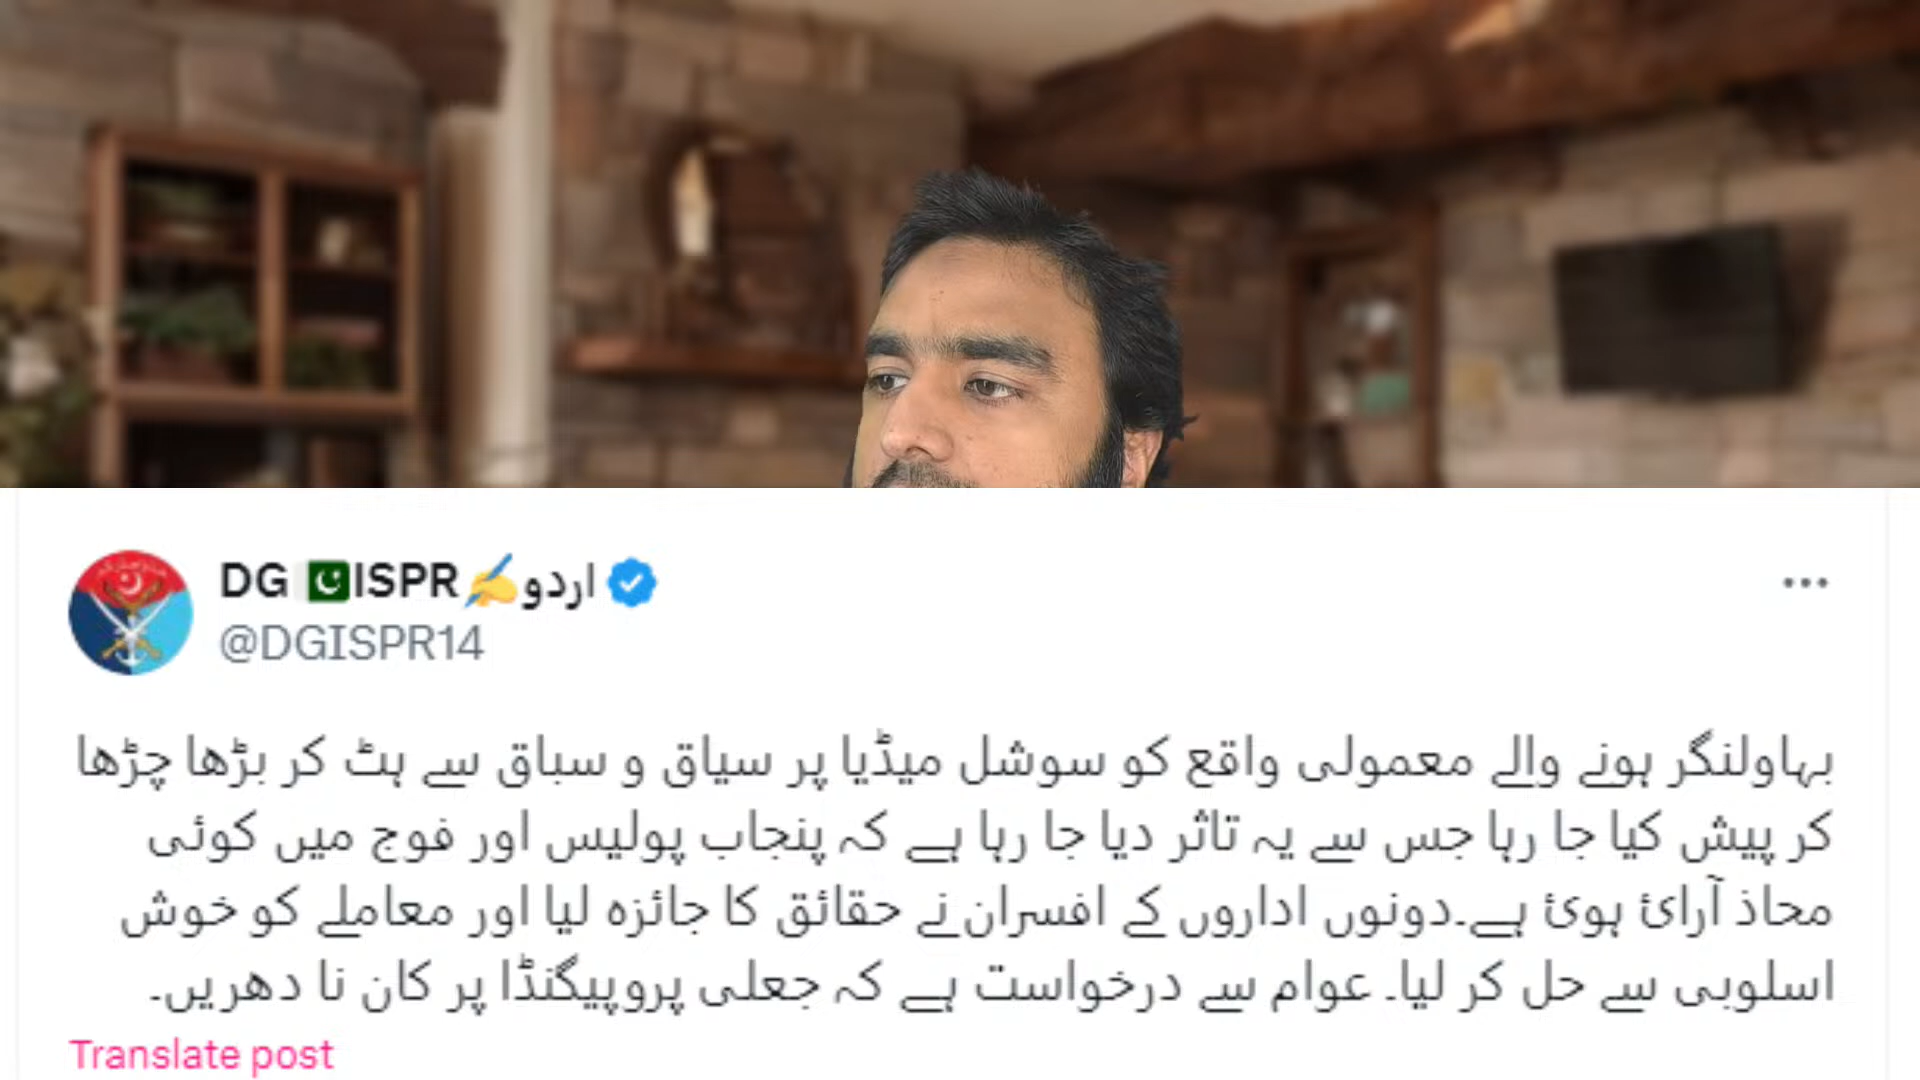 DG 🇵🇰ISPR✍️اردو
@DGISPR14
بہاولنگر ہونے والے معمولی واقع کو سوشل میڈیا پر سیاق و سباق سے ہٹ کر بڑھا چڑھا
کر پیش کیا جا رہا جس سے یہ تاثر دیا جا رہا ہے کہ پنجاب پولیس اور فوج میں کوئی
محاذ آرائ ہوئ ہے۔دونوں اداروں کے افسران نے حقائق کا جائزہ لیا اور معاملے کو خوش
اسلوبی سے حل کر لیا۔ عوام سے درخواست ہے کہ جعلی پروپیگنڈا پر کان نا دھریں۔
Translate post